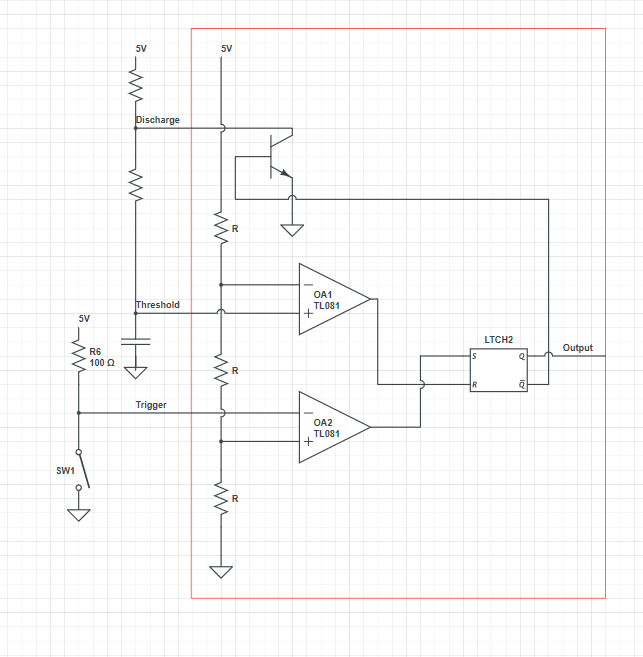 5V
5V
Discharge
R
OA1
TL081
Threshold
5V
R6
100 Ω
LTCH2
S
Q
Output
R
Q̅
R
Trigger
OA2
TL081
SW1
R